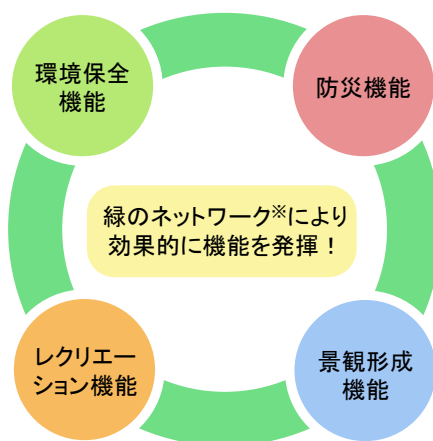 環境保全
機能
防災機能
緑のネットワーク※により
効果的に機能を発揮！
レクリエー
ション機能
景観形成
機能